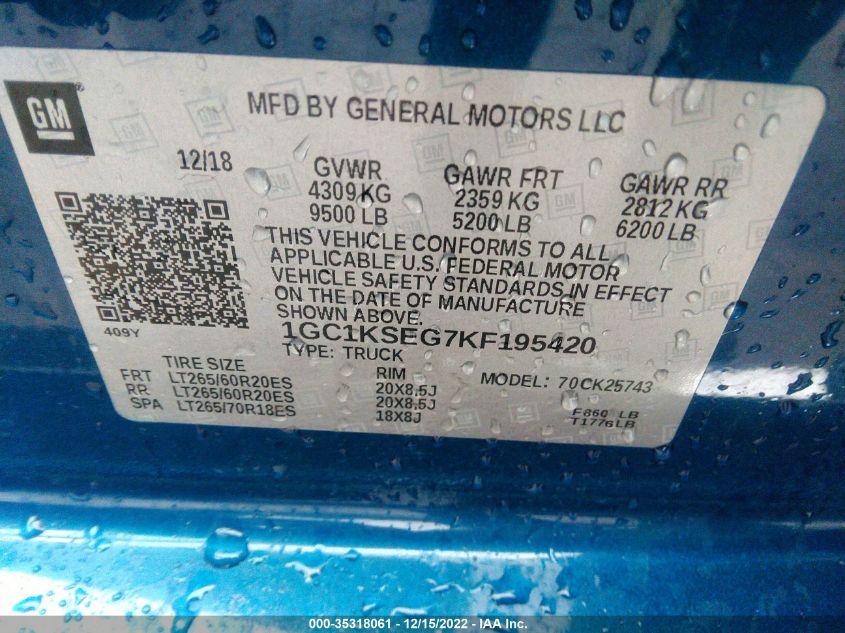 GM
MFD BY GENERAL MOTORS LLC
12/18
GVWR
4309 KG
9500 LB
GAWR FRT
2359 KG
5200 LB
GAWR RR
2812 KG
6200 LB
THIS VEHICLE CONFORMS TO ALL
APPLICABLE U.S. FEDERAL MOTOR
VEHICLE SAFETY STANDARDS IN EFFECT
ON THE DATE OF MANUFACTURE
SHOWN ABOVE.
409Y
1GC1KSEG7KF195420
TYPE: TRUCK
MODEL: 70CK25743
TIRE SIZE RIM
FRT LT265/60R20ES 20X8.5J
RR LT265/60R20ES 20X8.5J
SPA LT265/70R18ES 18X8J
F860 LB
T1776LB
000-35318061 - 12/15/2022 - IAA Inc.